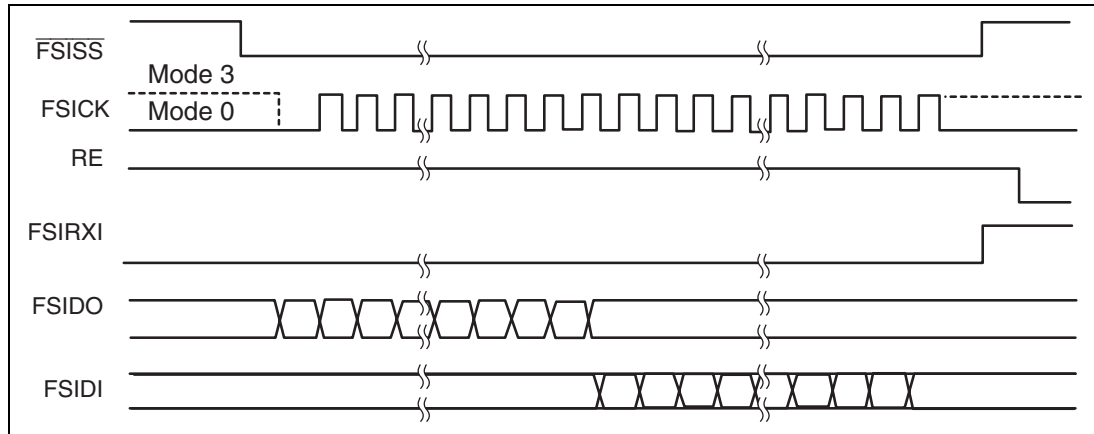 FSISS
Mode 3
FSICK
Mode 0
RE
FSIRXI
FSIDO
FSIDI